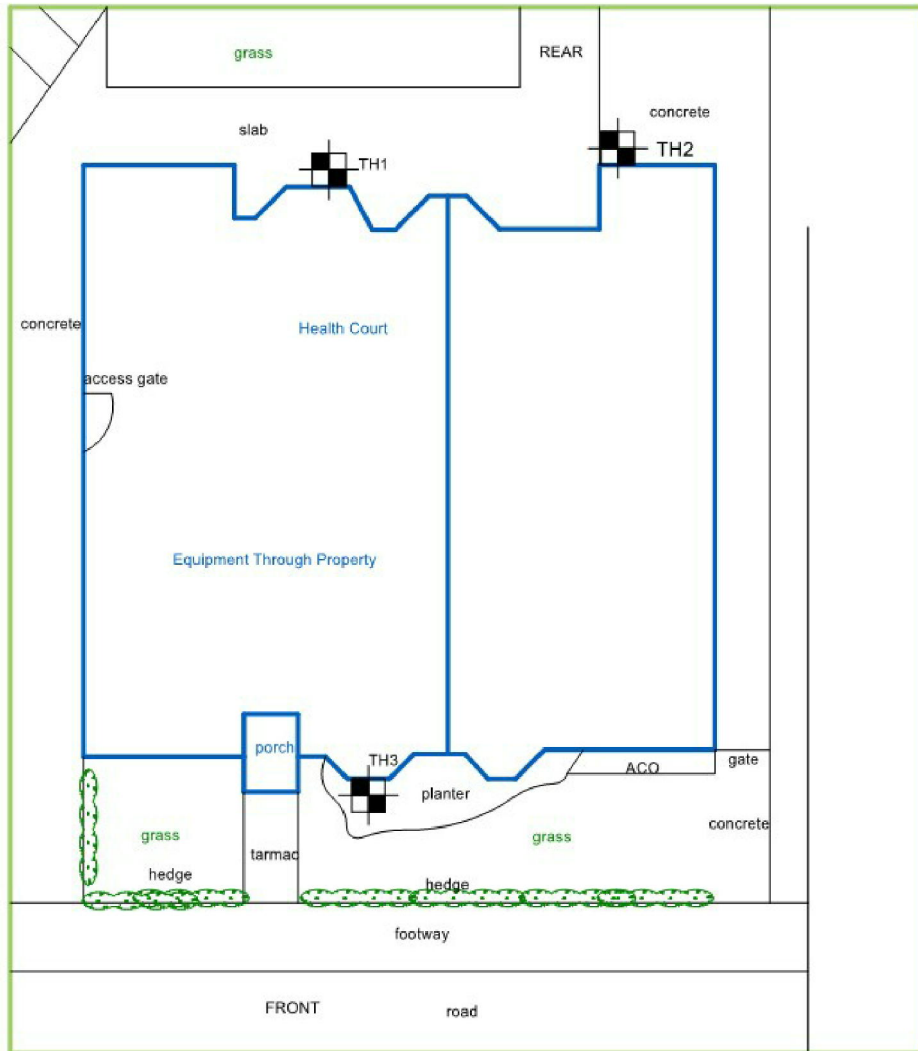 grass
REAR
concrete
slab
TH1
TH2
concrete
Health Court
access gate
Equipment Through Property
porch
TH3
ACO
gate
planter
concrete
grass
grass
tarmac
hedge
hedge
footway
FRONT
road